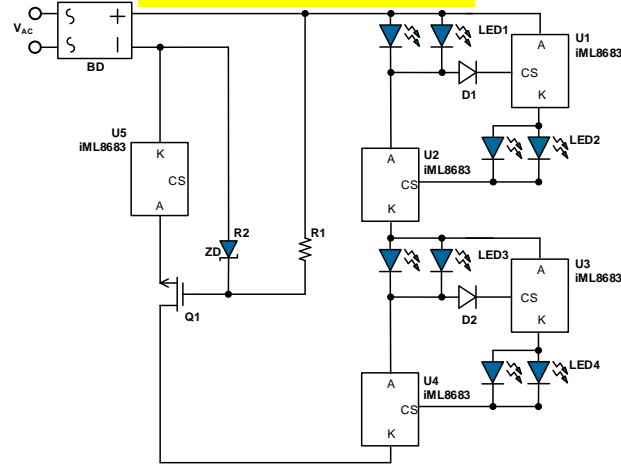 VAC
+
BD
LED1
U1
iML8683
A
CS
K
D1
U5
iML8683
K
CS
A
U2
iML8683
A
CS
K
LED2
R2
ZD
R1
Q1
LED3
U3
iML8683
A
CS
K
D2
U4
iML8683
A
CS
K
LED4